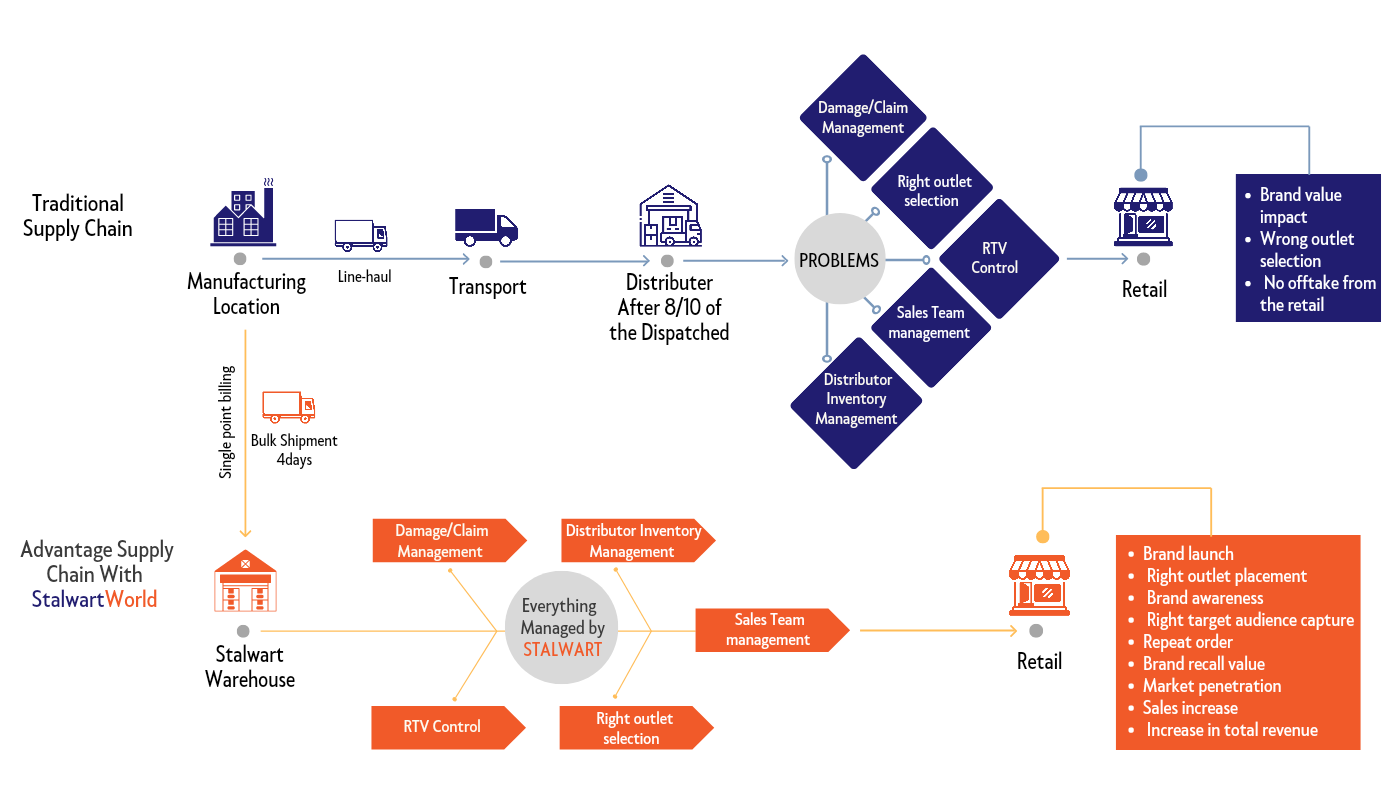 Traditional
Supply Chain
Manufacturing
Location
Line-haul
Transport
Distributer
After 8/10 of
the Dispatched
PROBLEMS
Damage/Claim
Management
Right outlet
selection
RTV
Control
Sales Team
management
Distributor
Inventory
Management
Retail
• Brand value
impact
• Wrong outlet
selection
• No offtake from
the retail
Single point billing
Bulk Shipment
4days
Advantage Supply
Chain With
StalwartWorld
Stalwart
Warehouse
Damage/Claim
Management
Distributor Inventory
Management
Everything
Managed by
STALWART
Sales Team
management
RTV Control
Right outlet
selection
Retail
• Brand launch
• Right outlet placement
• Brand awareness
• Right target audience capture
• Repeat order
• Brand recall value
• Market penetration
• Sales increase
• Increase in total revenue